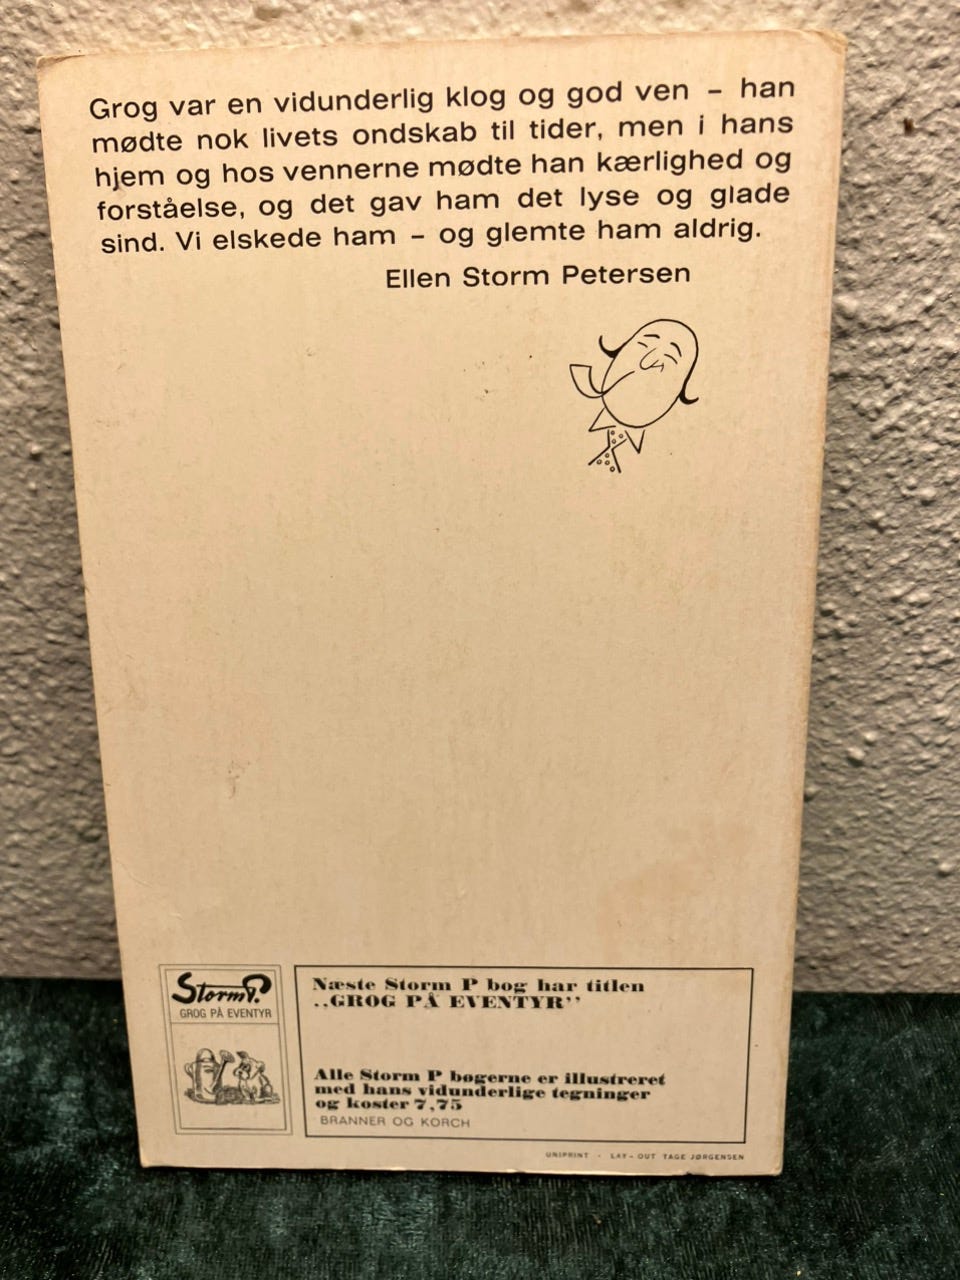 Grog var en vidunderlig klog og god ven – han
mødte nok livets ondskab til tider, men i hans
hjem og hos vennerne mødte han kærlighed og
forståelse, og det gav ham det lyse og glade
sind. Vi elskede ham – og glemte ham aldrig.
Ellen Storm Petersen
Storm P.
GROG PÅ EVENTYR
Næste Storm P bog har titlen
„GROG PÅ EVENTYR”
Alle Storm P bøgerne er illustreret
med hans vidunderlige tegninger
og koster 7,75
BRANNER OG KORCH
UNIPRINT · LAY-OUT TAGE JØRGENSEN